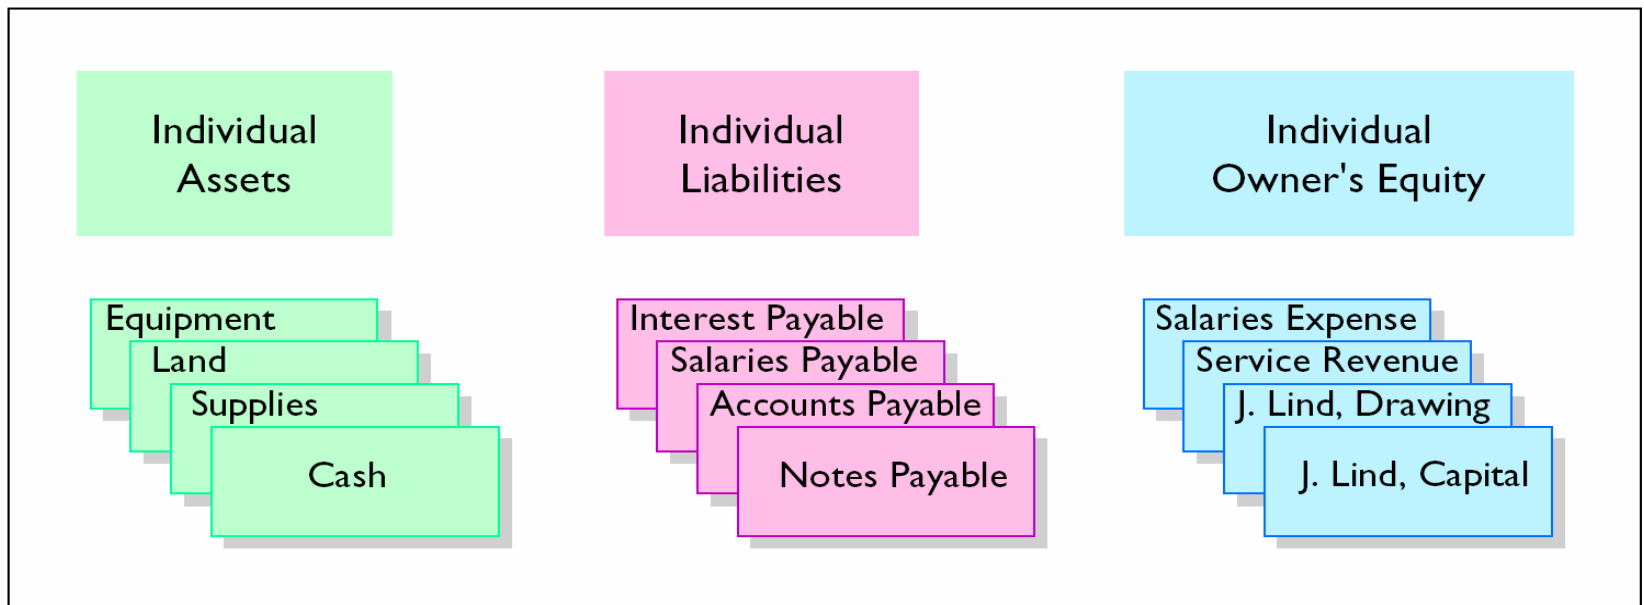 Individual
Assets
Individual
Liabilities
Individual
Owner's Equity
Equipment
Land
Supplies
Cash
Interest Payable
Salaries Payable
Accounts Payable
Notes Payable
Salaries Expense
Service Revenue
J. Lind, Drawing
J. Lind, Capital